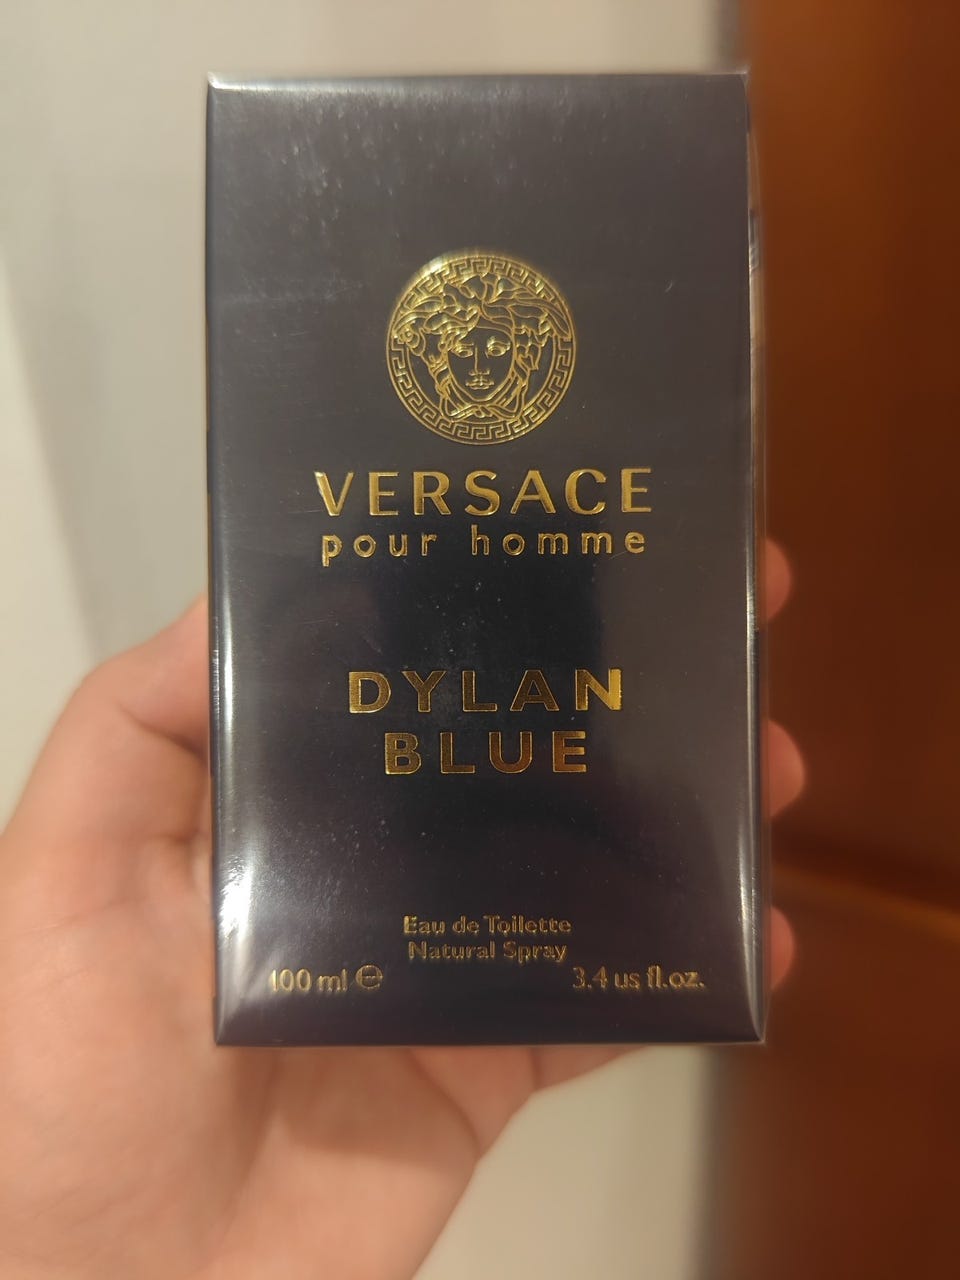 VERSACE
pour homme
DYLAN
BLUE
Eau de Toilette
Natural Spray
100 ml ℮ 3.4 us fl.oz.